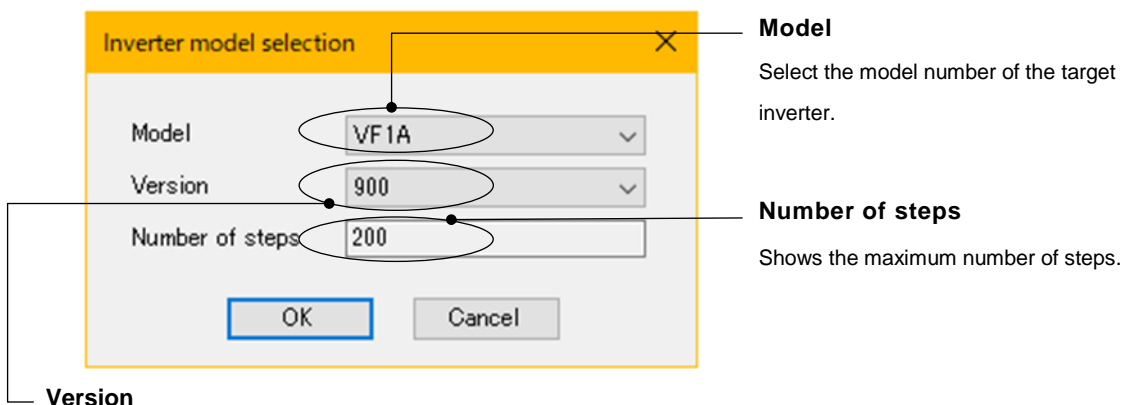 Inverter model selection
Model
Select the model number of the target
inverter.
Model VF1A
Version 900
Number of steps 200
Number of steps
Shows the maximum number of steps.
OK Cancel
Version